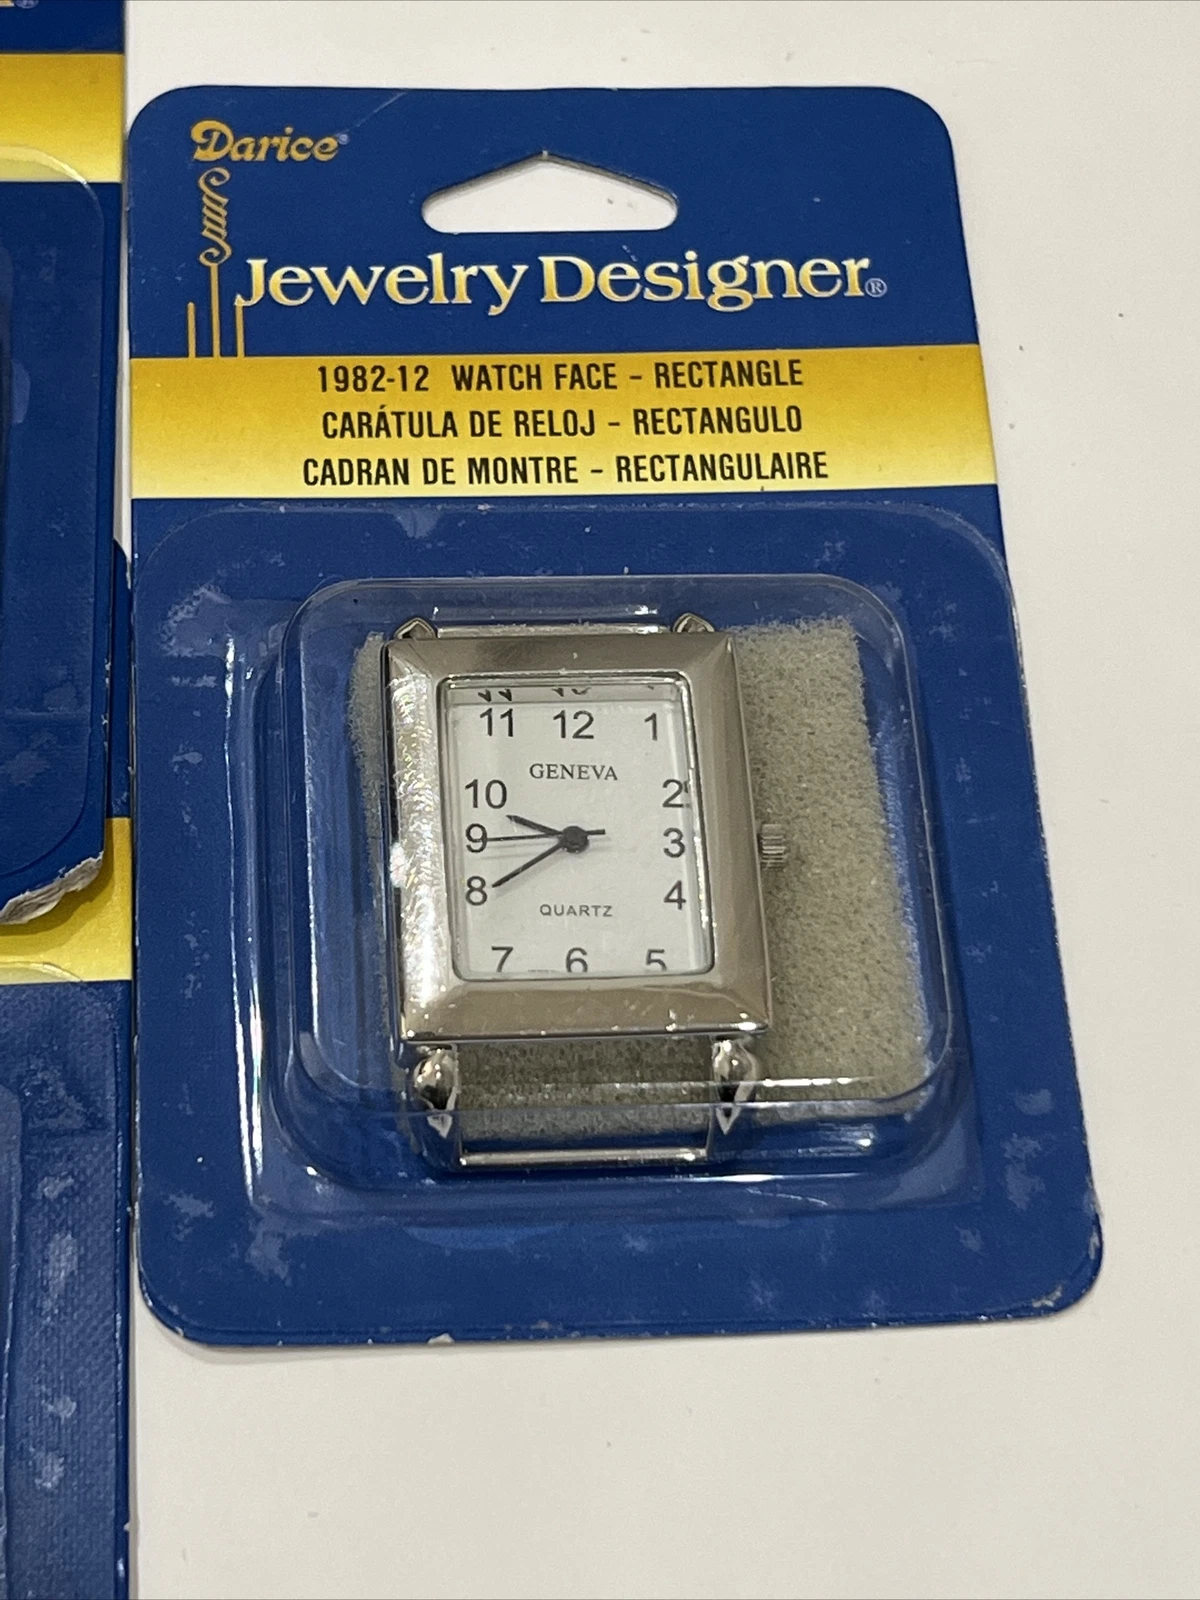 Darice®
Jewelry Designer®
1982-12 WATCH FACE - RECTANGLE
CARÁTULA DE RELOJ - RECTANGULO
CADRAN DE MONTRE - RECTANGULAIRE
11 12 1
GENEVA
10 2
9 3
8 4
QUARTZ
7 6 5